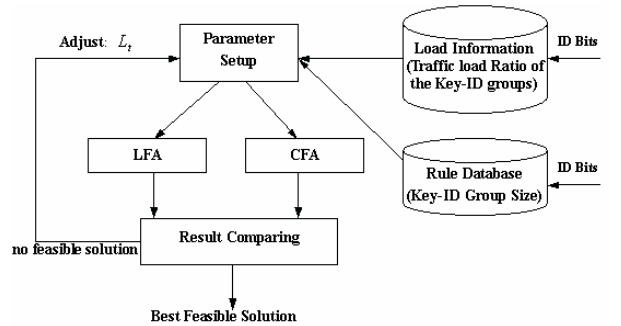 Adjust: L_t
Parameter
Setup
Load Information
(Traffic load Ratio of
the Key-ID groups)
ID Bits
LFA
CFA
Rule Database
(Key-ID Group Size)
ID Bits
Result Comparing
no feasible solution
Best Feasible Solution